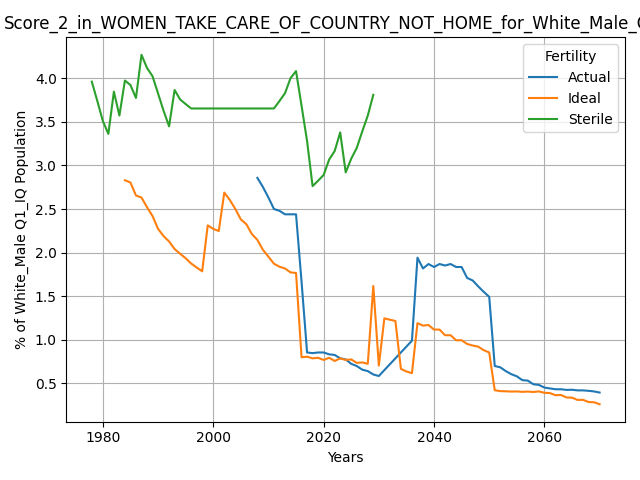 Score_2_in_WOMEN_TAKE_CARE_OF_COUNTRY_NOT_HOME_for_White_Male_
Fertility
Actual
Ideal
Sterile
% of White_Male Q1_IQ Population
4.0
3.5
3.0
2.5
2.0
1.5
1.0
0.5
1980 2000 2020 2040 2060
Years